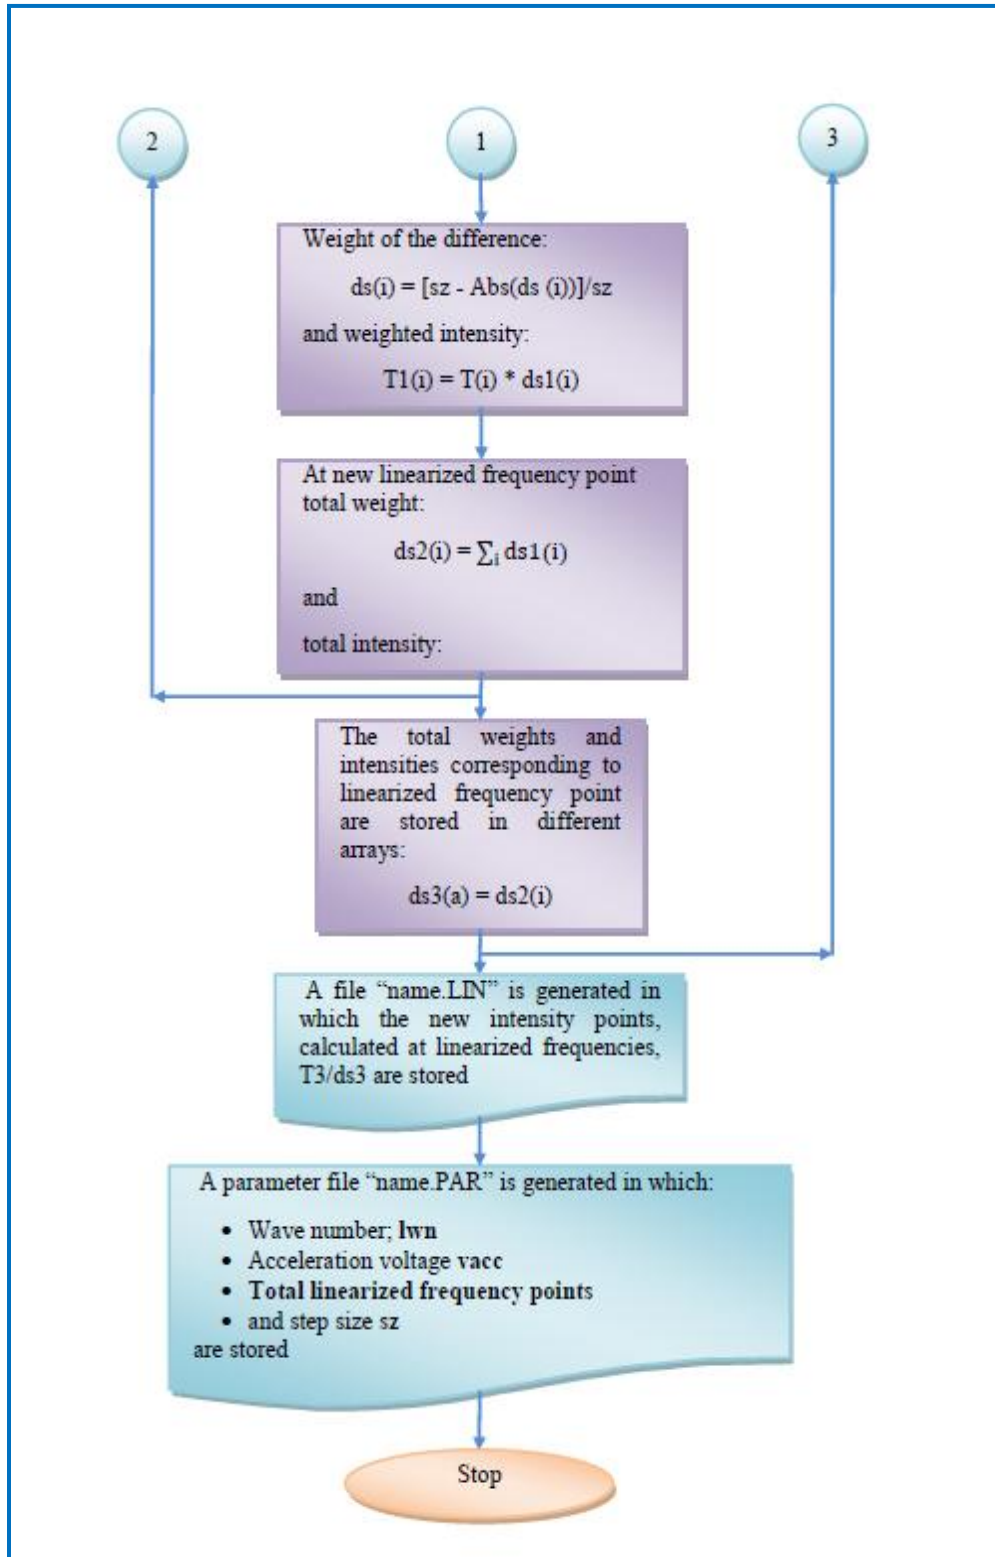 2
1
3
Weight of the difference:
ds(i) = [sz - Abs(ds (i))]/sz
and weighted intensity:
T1(i) = T(i) * ds1(i)
At new linearized frequency point
total weight:
ds2(i) = ∑i ds1(i)
and
total intensity:
The total weights and
intensities corresponding to
linearized frequency point
are stored in different
arrays:
ds3(a) = ds2(i)
A file “name.LIN” is generated in
which the new intensity points,
calculated at linearized frequencies,
T3/ds3 are stored
A parameter file “name.PAR” is generated in which:
• Wave number; lwn
• Acceleration voltage vacc
• Total linearized frequency points
• and step size sz
are stored
Stop